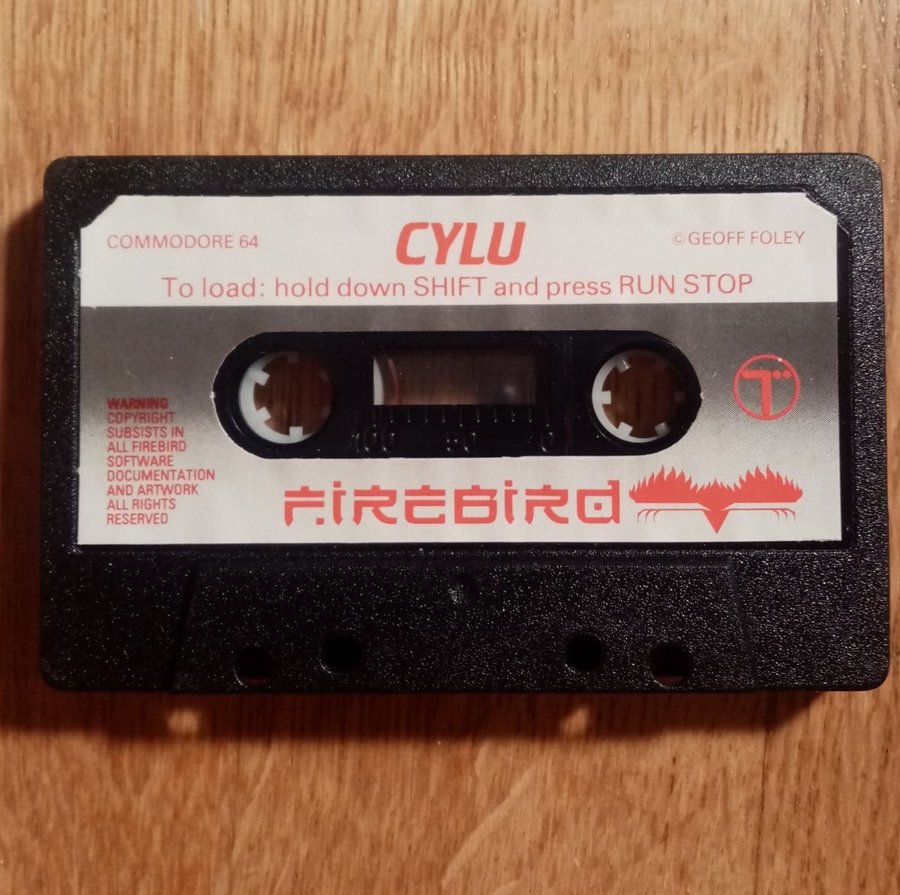 COMMODORE 64
CYLU
© GEOFF FOLEY
To load: hold down SHIFT and press RUN STOP
WARNING
COPYRIGHT
SUBSISTS IN
ALL FIREBIRD
SOFTWARE
DOCUMENTATION
AND ARTWORK
ALL RIGHTS
RESERVED
100 50 0
FIREBIRD